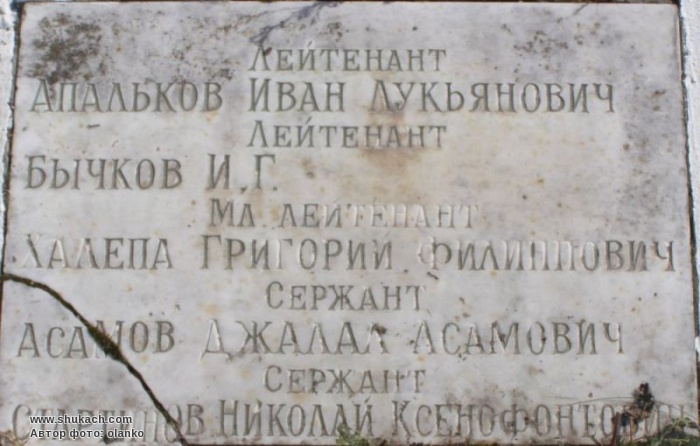 Лейтенант
Апальков Иван Лукьянович
Лейтенант
Бычков И.Г.
Мл лейтенант
Халепа Григорий Филиппович
Сержант
Асамов Джалал Асамович
Сержант
Николай Ксенофонтович
www.shukach.com
Автор фото: olanko